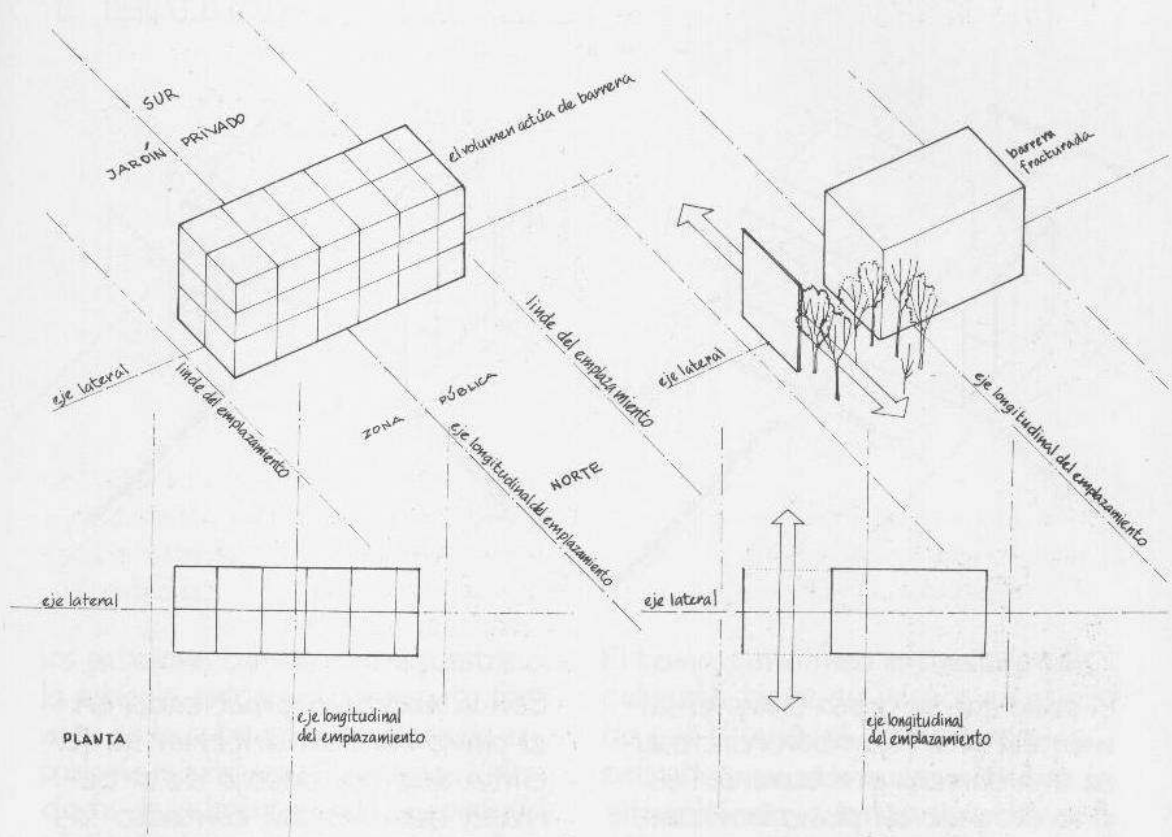 SUR
JARDÍN PRIVADO
el volumen actúa de barrera
eje lateral
linde del emplazamiento
ZONA PÚBLICA
eje longitudinal del emplazamiento
NORTE
linde del emplazamiento
barrera
fracturada
eje lateral
eje longitudinal del emplazamiento
eje lateral
eje longitudinal
del emplazamiento
PLANTA
eje lateral
eje longitudinal
del emplazamiento